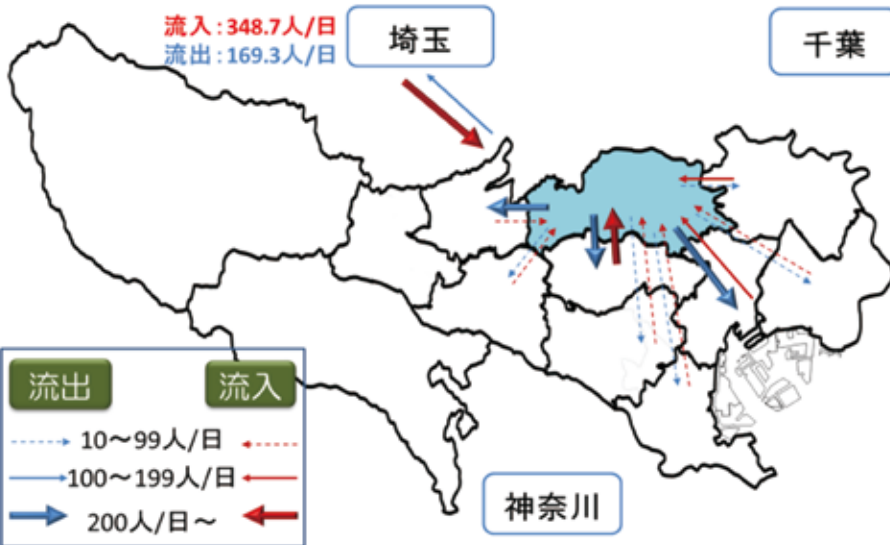 流入:348.7人/日
流出:169.3人/日
埼玉
千葉
流出
流入
10～99人/日
100～199人/日
200人/日～
神奈川